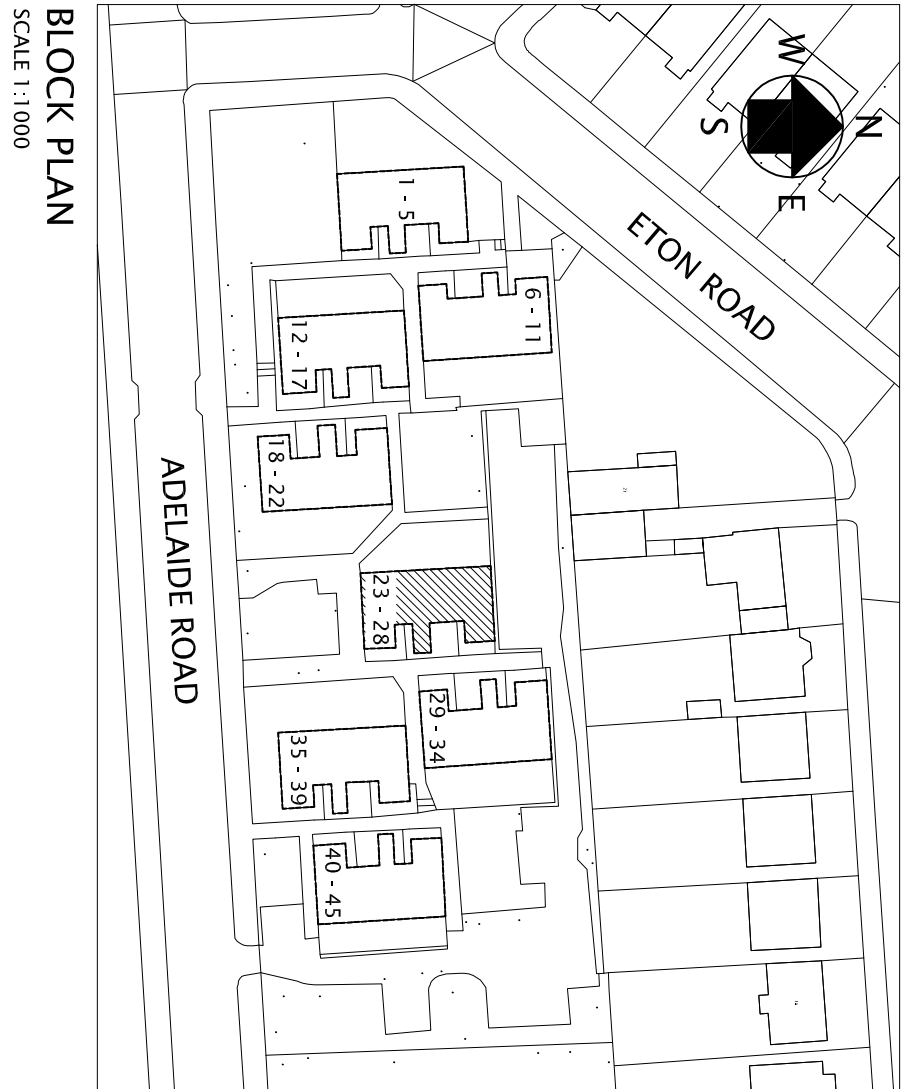 BLOCK PLAN
SCALE 1:1000
W
N
S
E
ETON ROAD
ADELAIDE ROAD
1 - 5
6 - 11
12 - 17
18 - 22
23 - 28
29 - 34
35 - 39
40 - 45